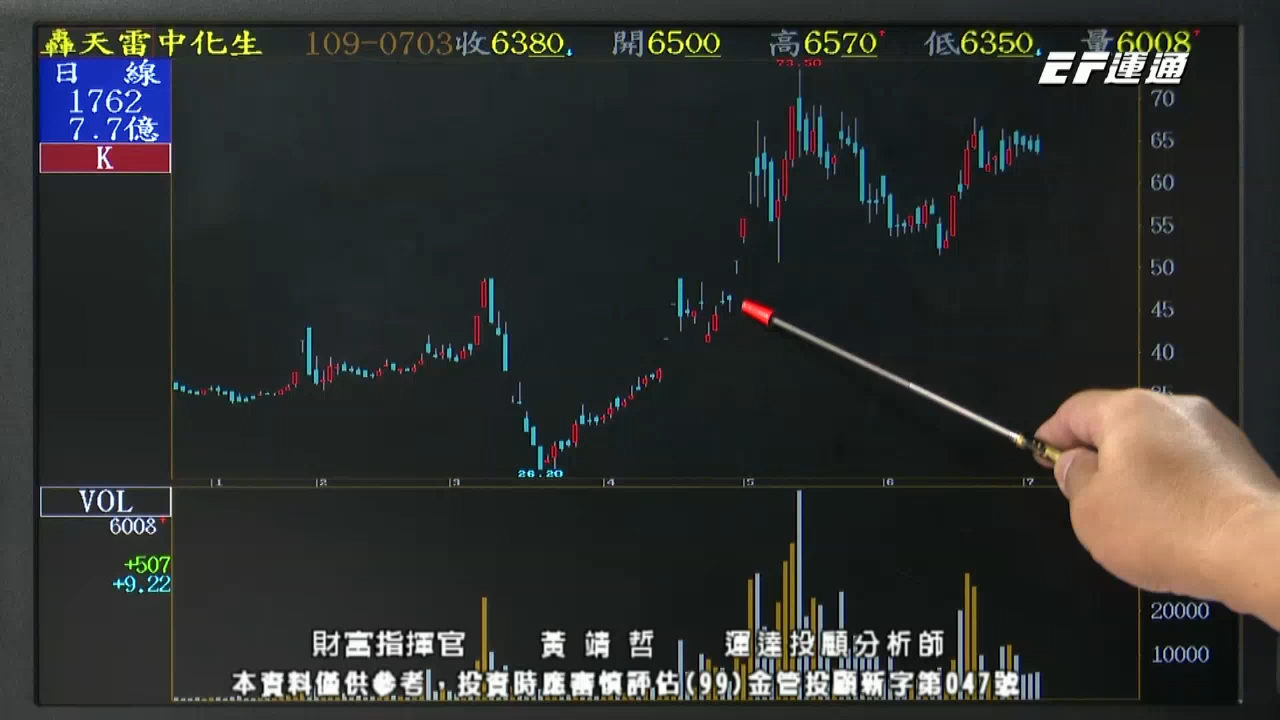 轟天雷中化生 109-0703收6380↓ 開6500 高6570↑ 低6350↓ 量6008↑
EF運通
日 線
1762
7.7億
K
73.50
70
65
60
55
50
45
40
26.20
1 2 3 4 5 6 7
VOL
6008↑
+507
+9.22
20000
10000
財富指揮官 黃靖哲 運達投顧分析師
本資料僅供參考，投資時應審慎評估(99)金管投顧新字第047號